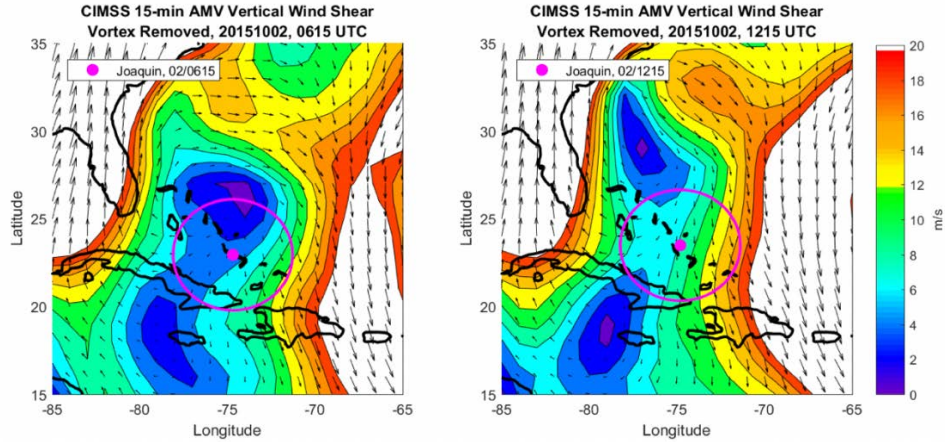 CIMSS 15-min AMV Vertical Wind Shear
Vortex Removed, 20151002, 0615 UTC
35
30
25
20
15
Latitude
Joaquin, 02/0615
-85
-80
-75
-70
-65
Longitude
CIMSS 15-min AMV Vertical Wind Shear
Vortex Removed, 20151002, 1215 UTC
35
30
25
20
15
Latitude
Joaquin, 02/1215
-85
-80
-75
-70
-65
Longitude
20
18
16
14
12
10
8
6
4
2
0
m/s